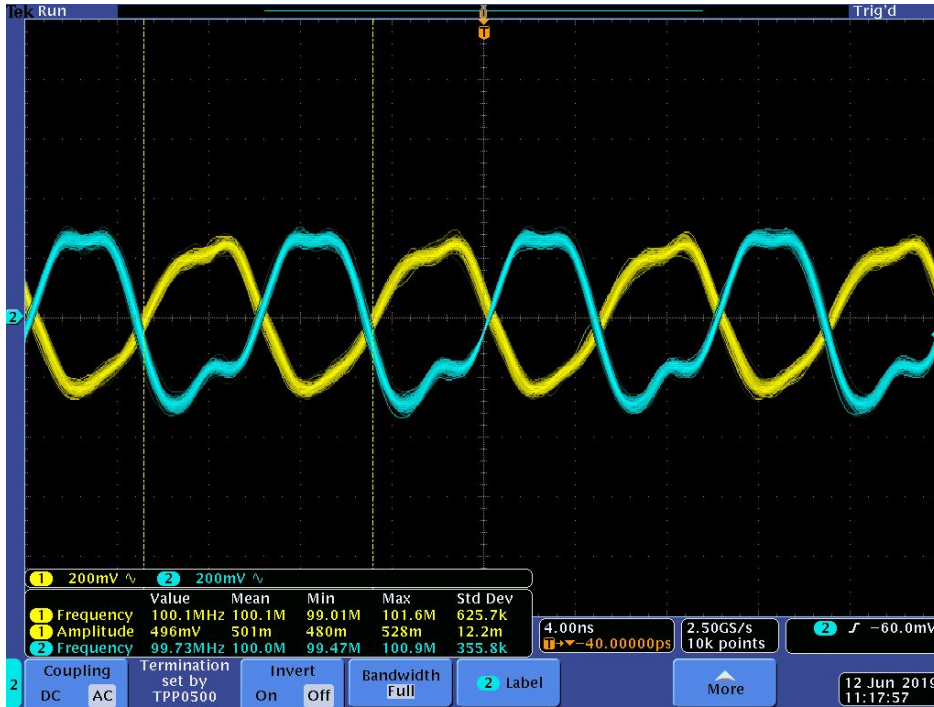 Tek Run Trig'd
T
2
1 200mV ∿ 2 200mV ∿
Value Mean Min Max Std Dev
1 Frequency 100.1MHz 100.1M 99.01M 101.6M 625.7k
1 Amplitude 496mV 501m 480m 528m 12.2m
2 Frequency 99.73MHz 100.0M 99.47M 100.9M 355.8k
4.00ns
T→▾−40.00000ps
2.50GS/s
10k points
2 ∫ −60.0mV
2
Coupling
DC AC
Termination
set by
TPP0500
Invert
On Off
Bandwidth
Full
2 Label
More
12 Jun 2019
11:17:57